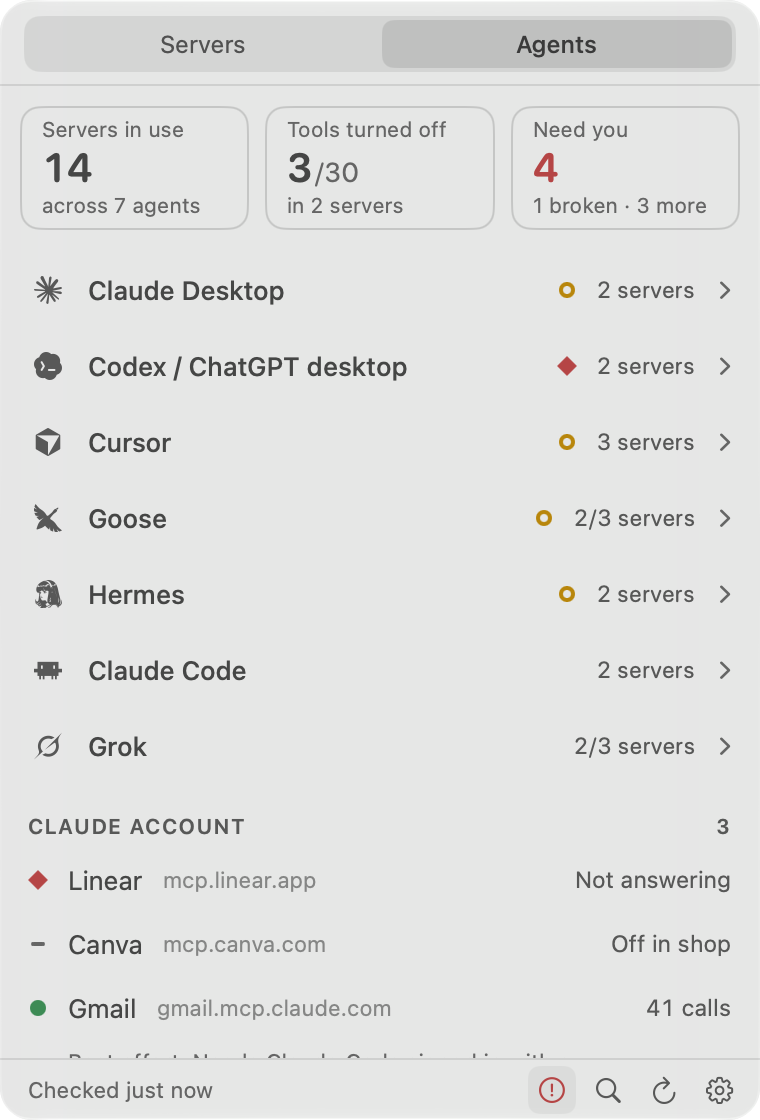 Servers
Agents
Servers in use
14
across 7 agents
Tools turned off
3/30
in 2 servers
Need you
4
1 broken · 3 more
Claude Desktop 2 servers
Codex / ChatGPT desktop 2 servers
Cursor 3 servers
Goose 2/3 servers
Hermes 2 servers
Claude Code 2 servers
Grok 2/3 servers
CLAUDE ACCOUNT 3
Linear mcp.linear.app Not answering
Canva mcp.canva.com Off in shop
Gmail gmail.mcp.claude.com 41 calls
Checked just now